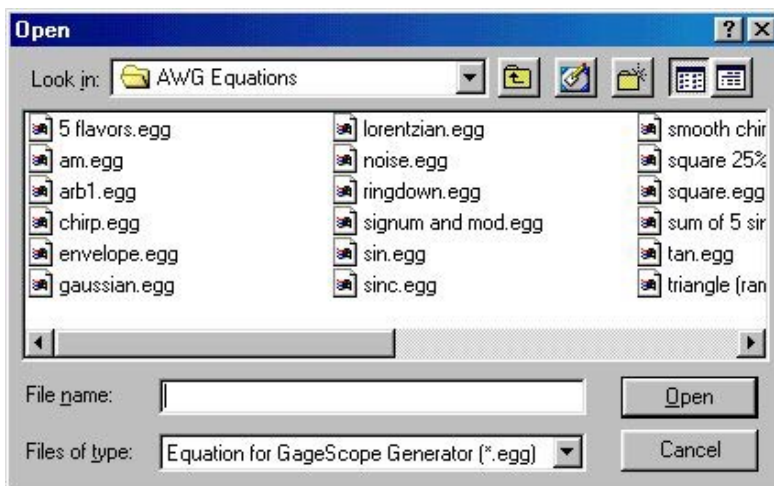 Open
Look in: AWG Equations
5 flavors.egg
am.egg
arb1.egg
chirp.egg
envelope.egg
gaussian.egg
lorentzian.egg
noise.egg
ringdown.egg
signum and mod.egg
sin.egg
sinc.egg
smooth chir
square 25%
square.egg
sum of 5 sin
tan.egg
triangle (ran
File name:
Open
Files of type: Equation for GageScope Generator (*.egg)
Cancel